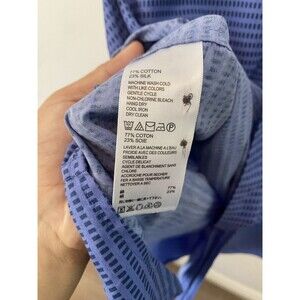 77% COTTON
23% SILK
MACHINE WASH COLD
WITH LIKE COLORS
GENTLE CYCLE
NON-CHLORINE BLEACH
HANG DRY
COOL IRON
DRY CLEAN
77% COTON
23% SOIE
LAVER A LA MACHINE A L'EAU
FROIDE AVEC DES COULEURS
SEMBLABLES
CYCLE DELICAT
AGENT DE BLANCHIMENT SANS
CHLORE
ACCROCHE POUR SECHER
FER A BASSE TEMPERATURE
NETTOYER A SEC
77%
23%